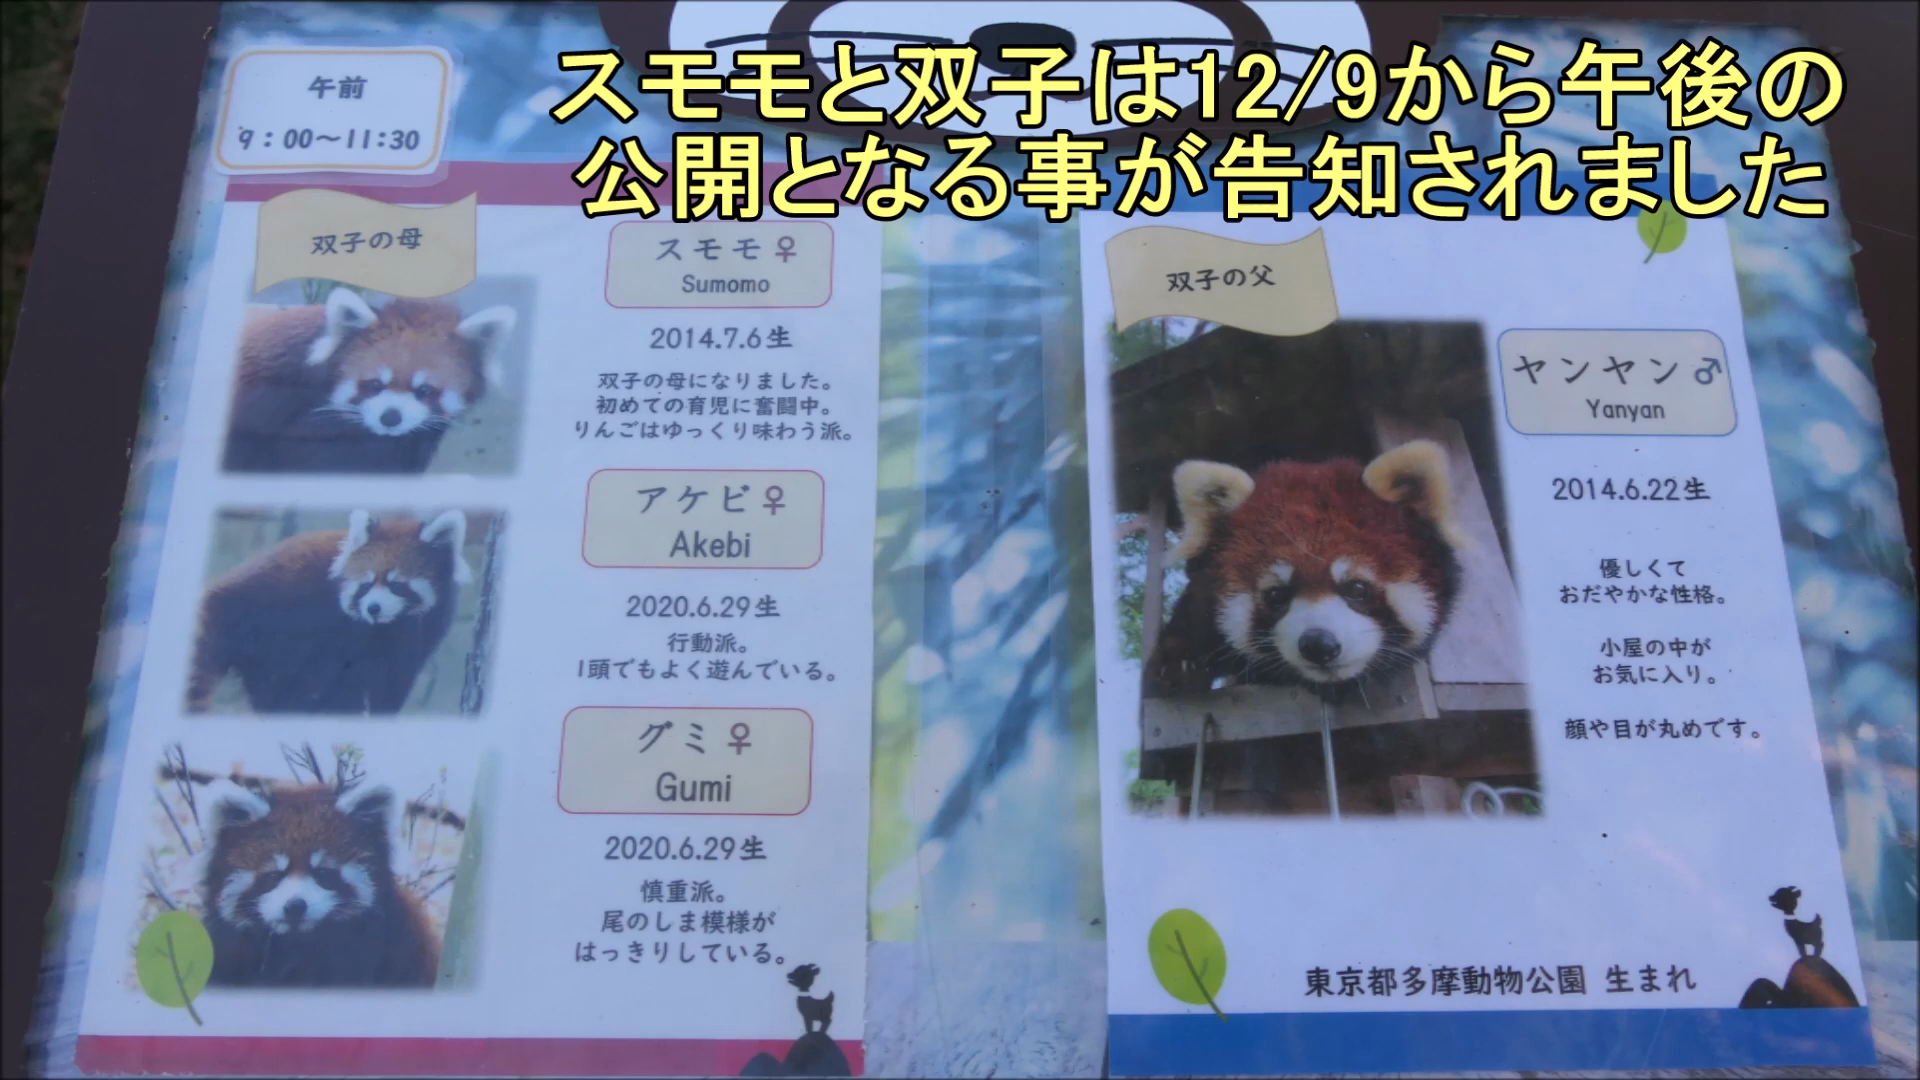 スモモと双子は12/9から午後の
公開となる事が告知されました
午前
9：00～11:30
双子の母
スモモ♀
Sumomo
2014.7.6生
双子の母になりました。
初めての育児に奮闘中。
りんごはゆっくり味わう派。
アケビ♀
Akebi
2020.6.29生
行動派。
1頭でもよく遊んでいる。
グミ♀
Gumi
2020.6.29生
慎重派。
尾のしま模様が
はっきりしている。
双子の父
ヤンヤン♂
Yanyan
2014.6.22生
優しくて
おだやかな性格。
小屋の中が
お気に入り。
顔や目が丸めです。
東京都多摩動物公園 生まれ